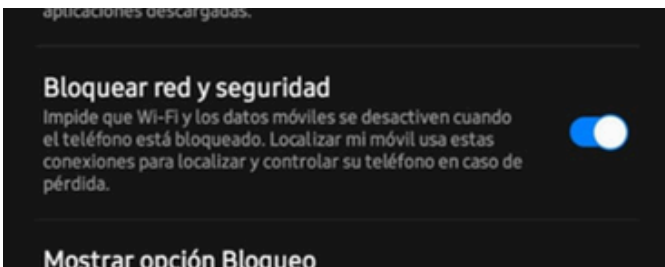 aplicaciones descargadas.
Bloquear red y seguridad
Impide que Wi-Fi y los datos móviles se desactiven cuando
el teléfono está bloqueado. Localizar mi móvil usa estas
conexiones para localizar y controlar su teléfono en caso de
pérdida.
Mostrar opción Bloqueo